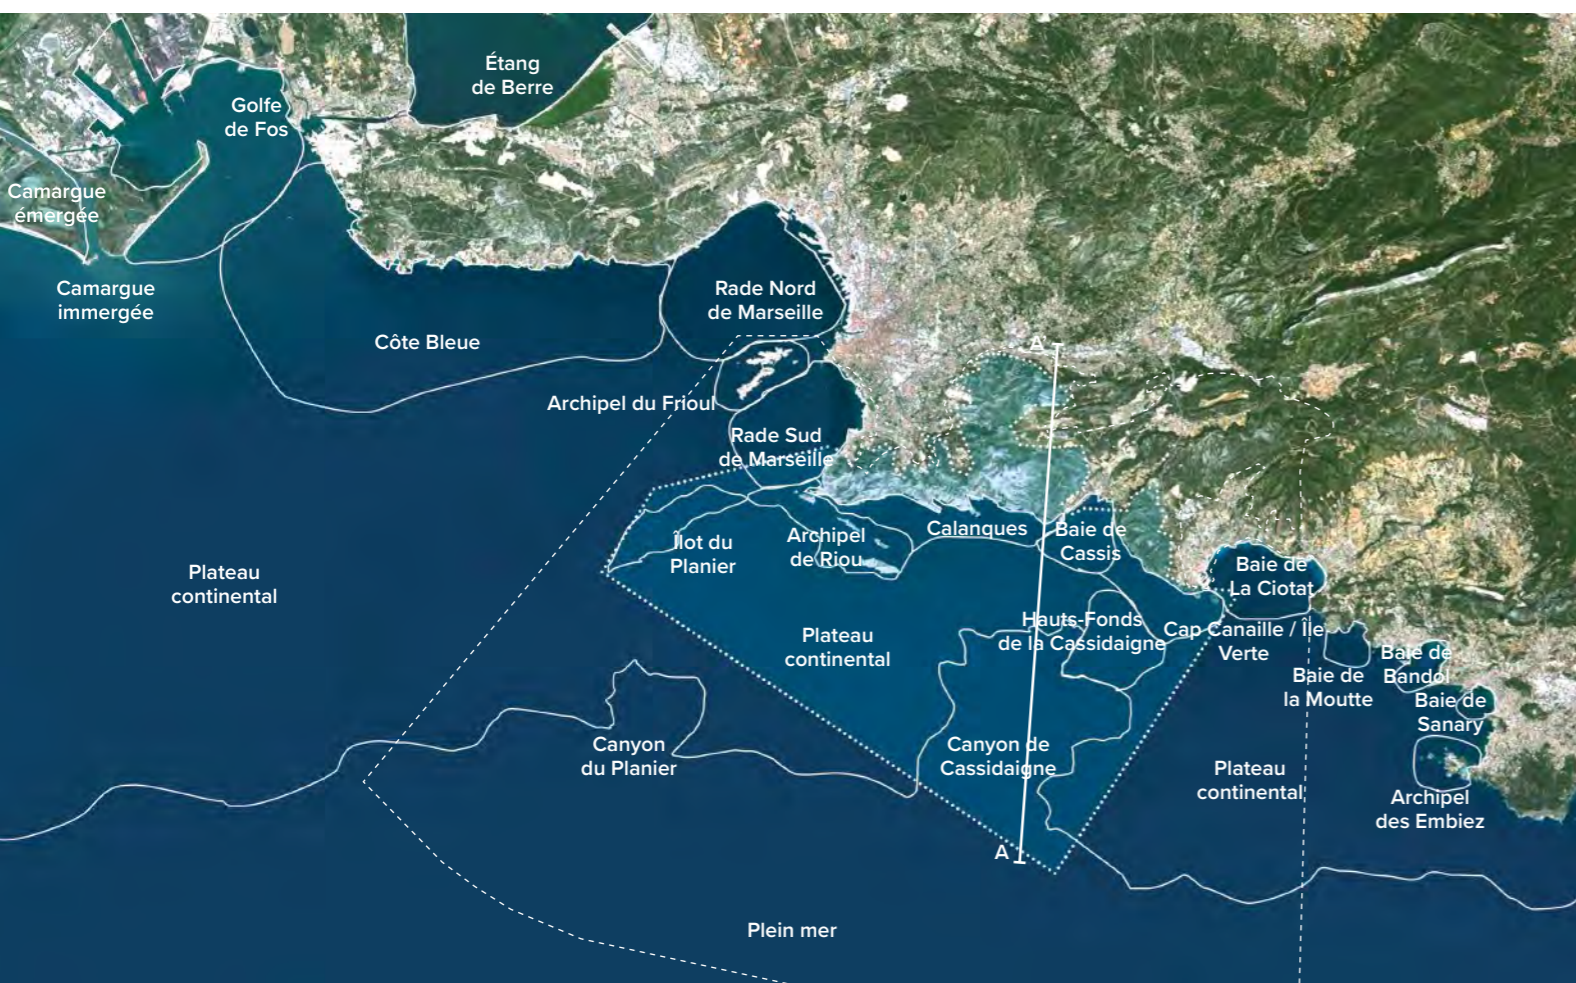 Étang
de Berre
Golfe
de Fos
Camargue
émergée
Camargue
immergée
Côte Bleue
Rade Nord
de Marseille
A'
Archipel du Frioul
Rade Sud
de Marseille
Îlot du
Planier
Archipel
de Riou
Calanques
Baie de
Cassis
Baie de
La Ciotat
Plateau
continental
Plateau
continental
Hauts-Fonds
de la Cassidaigne
Cap Canaille / Île
Verte
Baie de
la Moutte
Baie de
Bandol
Baie de
Sanary
Canyon
du Planier
Canyon de
Cassidaigne
Plateau
continental
Archipel
des Embiez
A
Plein mer